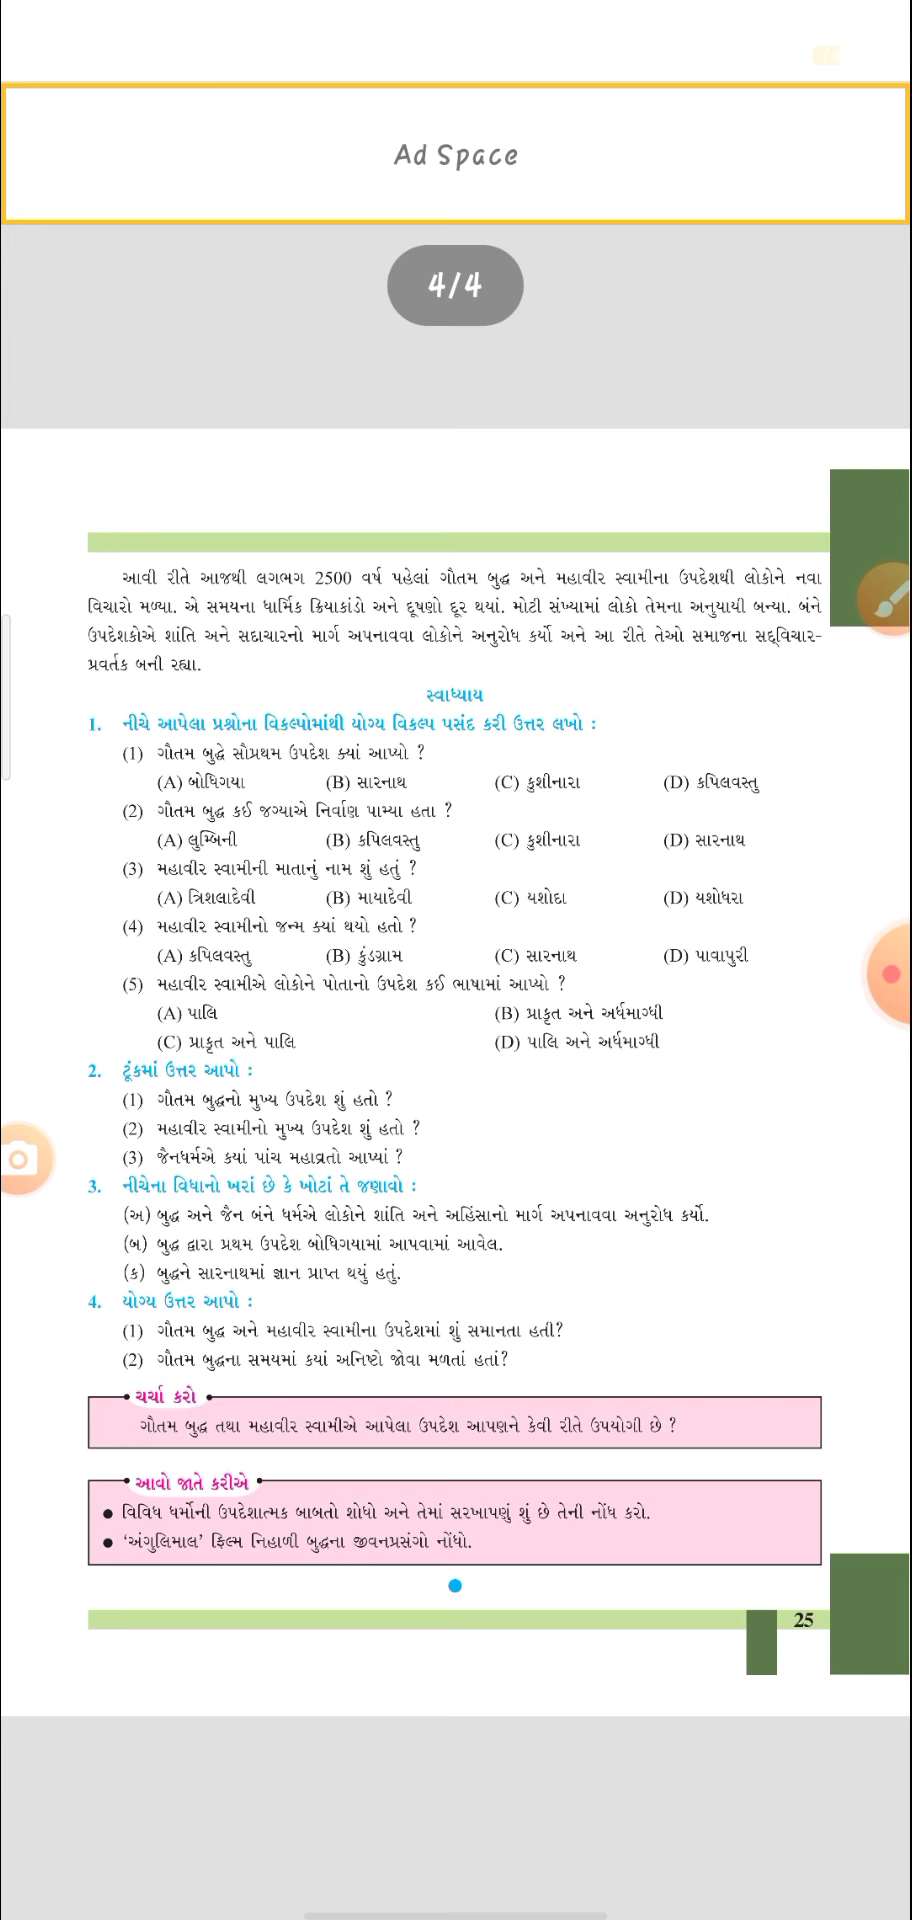 Ad Space
4/4
આવી રીતે આજથી લગભગ 2500 વર્ષ પહેલાં ગૌતમ બુદ્ધ અને મહાવીર સ્વામીના ઉપદેશથી લોકોને નવા
વિચારો મળ્યા. એ સમયના ધાર્મિક ક્રિયાકાંડો અને દૂષણો દૂર થયાં. મોટી સંખ્યામાં લોકો તેમના અનુયાયી બન્યા. બંને
ઉપદેશકોએ શાંતિ અને સદાચારનો માર્ગ અપનાવવા લોકોને અનુરોધ કર્યો અને આ રીતે તેઓ સમાજના સદ્દવિચાર-
પ્રવર્તક બની રહ્યા.
સ્વાધ્યાય
1. નીચે આપેલા પ્રશ્નોના વિકલ્પોમાંથી યોગ્ય વિકલ્પ પસંદ કરી ઉત્તર લખો :
(1) ગૌતમ બુદ્ધે સૌપ્રથમ ઉપદેશ ક્યાં આપ્યો ?
(A) બોધિગયા (B) સારનાથ (C) કુશીનારા (D) કપિલવસ્તુ
(2) ગૌતમ બુદ્ધ કઈ જગ્યાએ નિર્વાણ પામ્યા હતા ?
(A) લુમ્બિની (B) કપિલવસ્તુ (C) કુશીનારા (D) સારનાથ
(3) મહાવીર સ્વામીની માતાનું નામ શું હતું ?
(A) ત્રિશલાદેવી (B) માયાદેવી (C) યશોદા (D) યશોધરા
(4) મહાવીર સ્વામીનો જન્મ ક્યાં થયો હતો ?
(A) કપિલવસ્તુ (B) કુંડગ્રામ (C) સારનાથ (D) પાવાપુરી
(5) મહાવીર સ્વામીએ લોકોને પોતાનો ઉપદેશ કઈ ભાષામાં આપ્યો ?
(A) પાલિ (B) પ્રાકૃત અને અર્ધમાગ્ધી
(C) પ્રાકૃત અને પાલિ (D) પાલિ અને અર્ધમાગ્ધી
2. ટૂંકમાં ઉત્તર આપો :
(1) ગૌતમ બુદ્ધનો મુખ્ય ઉપદેશ શું હતો ?
(2) મહાવીર સ્વામીનો મુખ્ય ઉપદેશ શું હતો ?
(3) જૈનધર્મએ કયાં પાંચ મહાવ્રતો આપ્યાં ?
3. નીચેના વિધાનો ખરાં છે કે ખોટાં તે જણાવો :
(અ) બુદ્ધ અને જૈન બંને ધર્મએ લોકોને શાંતિ અને અહિંસાનો માર્ગ અપનાવવા અનુરોધ કર્યો.
(બ) બુદ્ધ દ્વારા પ્રથમ ઉપદેશ બોધિગયામાં આપવામાં આવેલ.
(ક) બુદ્ધને સારનાથમાં જ્ઞાન પ્રાપ્ત થયું હતું.
4. યોગ્ય ઉત્તર આપો :
(1) ગૌતમ બુદ્ધ અને મહાવીર સ્વામીના ઉપદેશમાં શું સમાનતા હતી?
(2) ગૌતમ બુદ્ધના સમયમાં કયાં અનિષ્ટો જોવા મળતાં હતાં?
ચર્ચા કરો
ગૌતમ બુદ્ધ તથા મહાવીર સ્વામીએ આપેલા ઉપદેશ આપણને કેવી રીતે ઉપયોગી છે ?
આવો જાતે કરીએ
● વિવિધ ધર્મોની ઉપદેશાત્મક બાબતો શોધો અને તેમાં સરખાપણું શું છે તેની નોંધ કરો.
● ‘અંગુલિમાલ’ ફિલ્મ નિહાળી બુદ્ધના જીવનપ્રસંગો નોંધો.
25